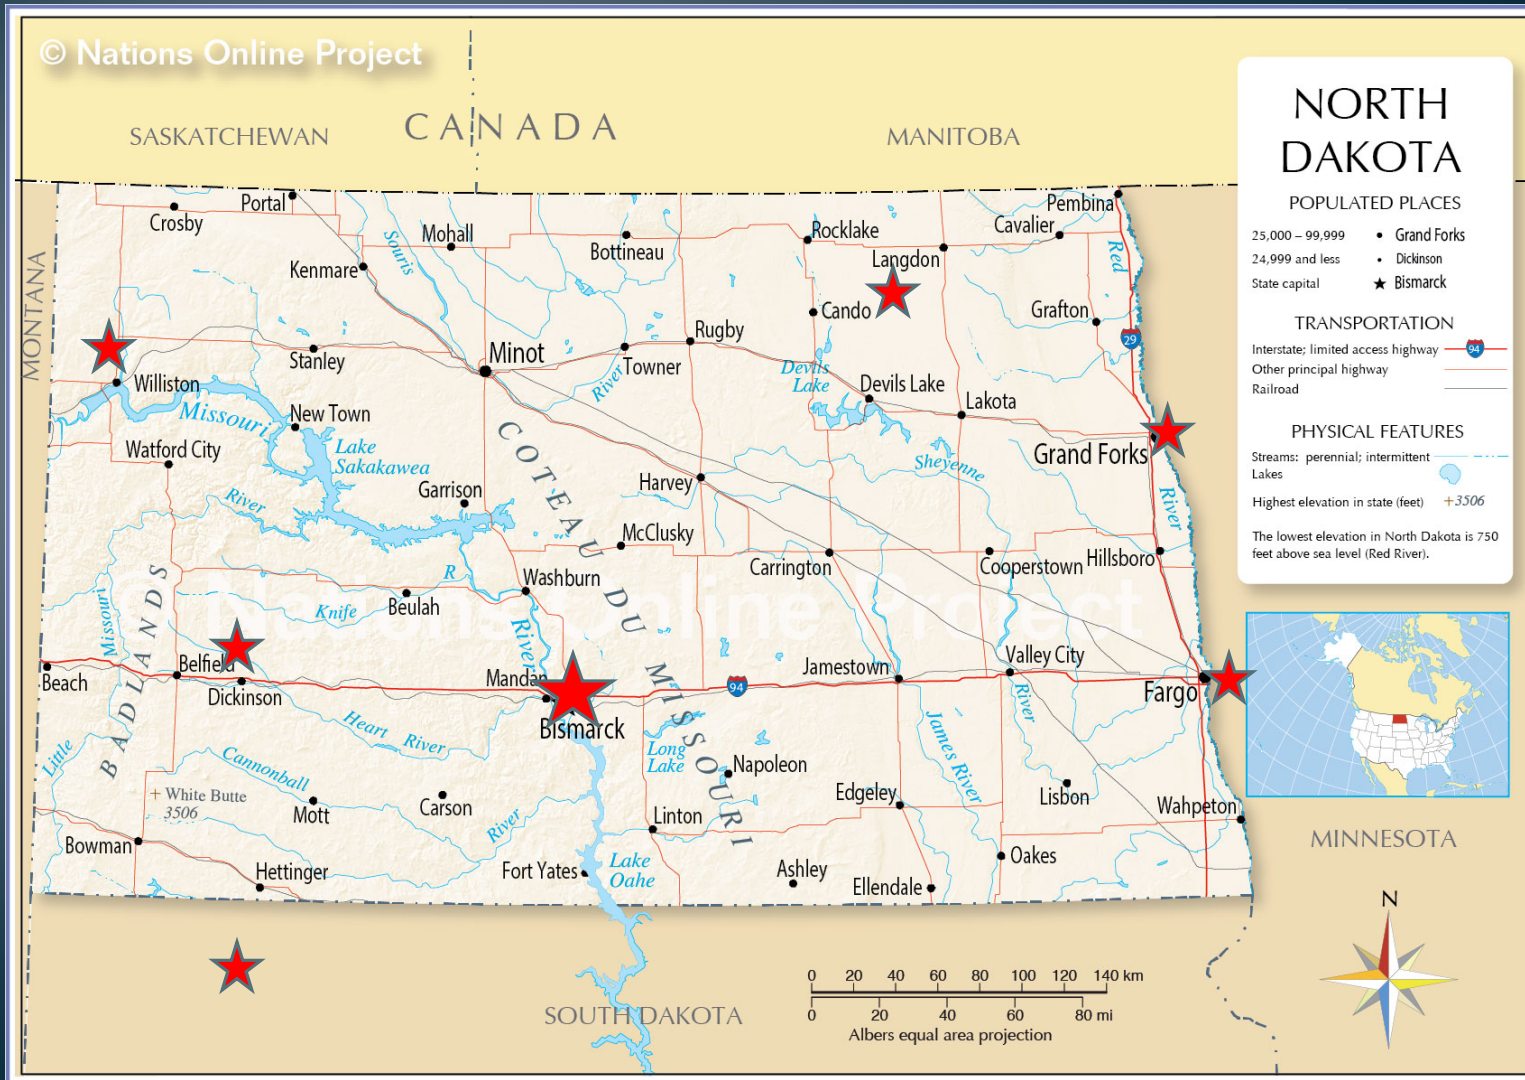 © Nations Online Project
CANADA
SASKATCHEWAN
MANITOBA
MONTANA
NORTH
DAKOTA
POPULATED PLACES
25,000 – 99,999 • Grand Forks
24,999 and less • Dickinson
State capital ★ Bismarck
TRANSPORTATION
Interstate; limited access highway 94
Other principal highway
Railroad
PHYSICAL FEATURES
Streams: perennial; intermittent
Lakes
Highest elevation in state (feet) +3506
The lowest elevation in North Dakota is 750
feet above sea level (Red River).
Portal
Crosby
Mohall
Souris
Bottineau
Rocklake
Pembina
Cavalier
Langdon
Red
Kenmare
Cando
Grafton
29
Rugby
Minot
Stanley
Towner
River
Devils
Lake
Williston
Devils Lake
Lakota
Missouri
New Town
Lake
Sakakawea
Watford City
COTEAU DU MISSOURI
Grand Forks
Sheyenne
Harvey
Garrison
River
River
McClusky
Carrington
Cooperstown
Hillsboro
R
Washburn
Beulah
Knife
Missouri
Little
BADLANDS
River
© Nations Online Project
Belfield
Beach
Dickinson
Mandan
Bismarck
94
Jamestown
Valley City
Fargo
River
Heart River
Cannonball
River
Long
Lake
James River
White Butte
3506
Mott
Carson
Napoleon
Edgeley
Lisbon
Wahpeton
Linton
Bowman
Hettinger
Fort Yates
Lake
Oahe
Ashley
Ellendale
Oakes
MINNESOTA
N
SOUTH DAKOTA
0 20 40 60 80 100 120 140 km
0 20 40 60 80 mi
Albers equal area projection